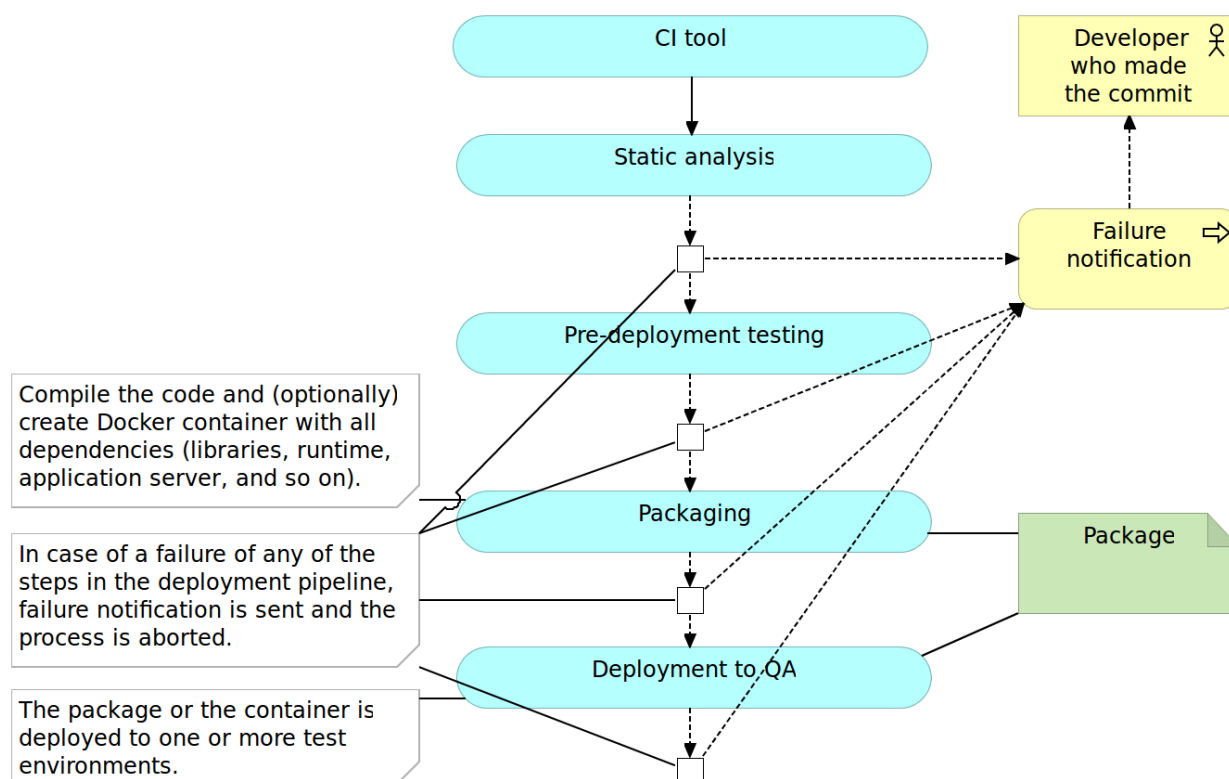 CI tool
Developer
who made
the commit
Static analysis
Failure
notification
Pre-deployment testing
Compile the code and (optionally)
create Docker container with all
dependencies (libraries, runtime,
application server, and so on).
Packaging
Package
In case of a failure of any of the
steps in the deployment pipeline,
failure notification is sent and the
process is aborted.
Deployment to QA
The package or the container is
deployed to one or more test
environments.